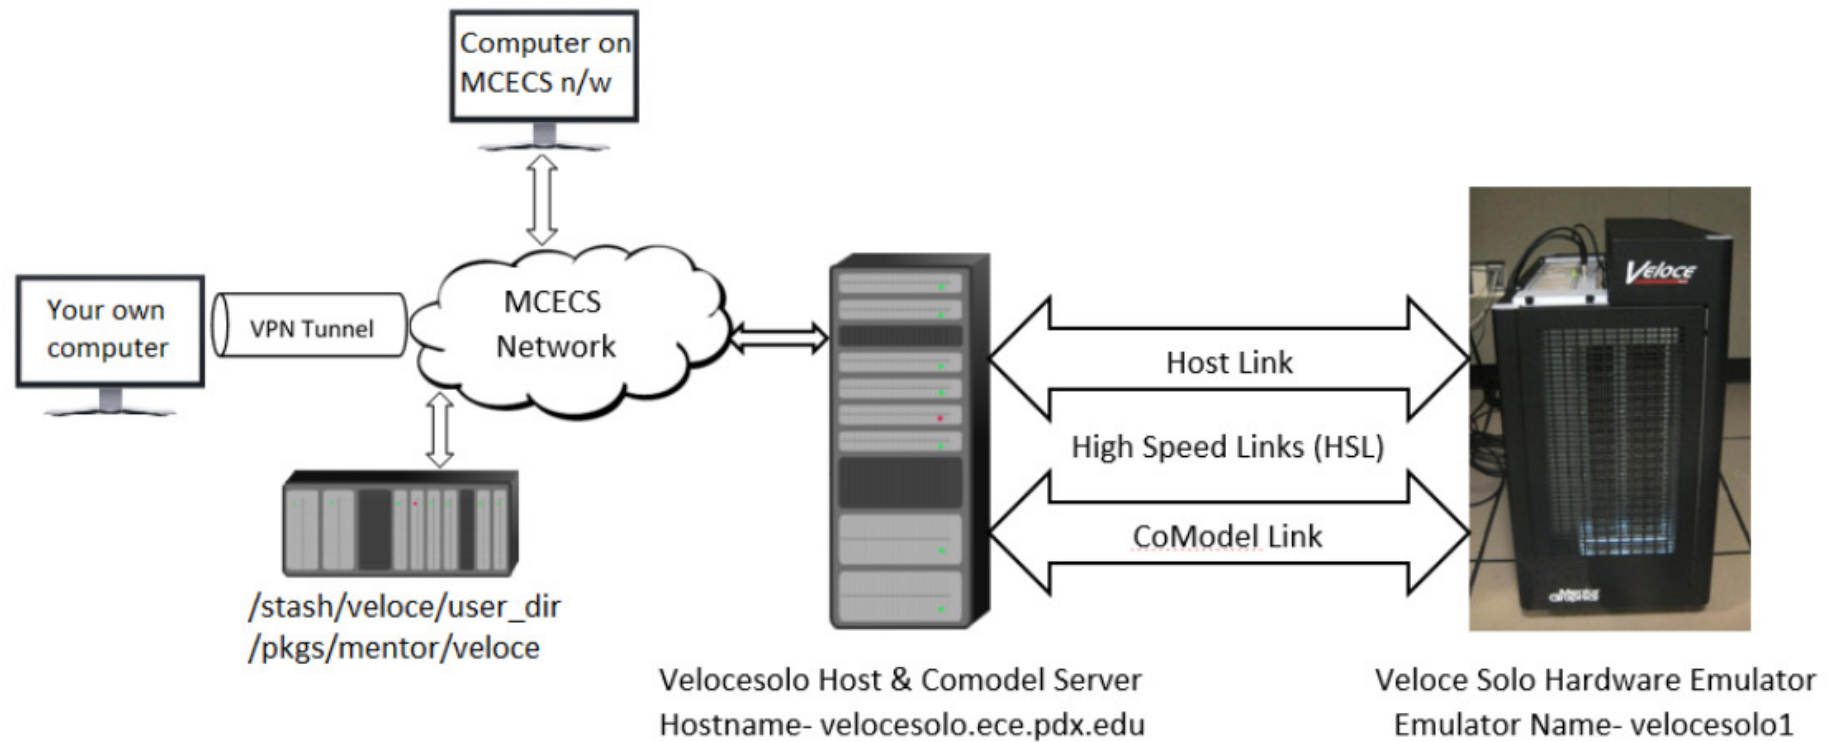 Computer on
MCECS n/w
Your own
computer
VPN Tunnel
MCECS
Network
/stash/veloce/user_dir
/pkgs/mentor/veloce
Host Link
High Speed Links (HSL)
CoModel Link
VELOCE
Mentor
Graphics
Velocesolo Host & Comodel Server
Hostname- velocesolo.ece.pdx.edu
Veloce Solo Hardware Emulator
Emulator Name- velocesolo1